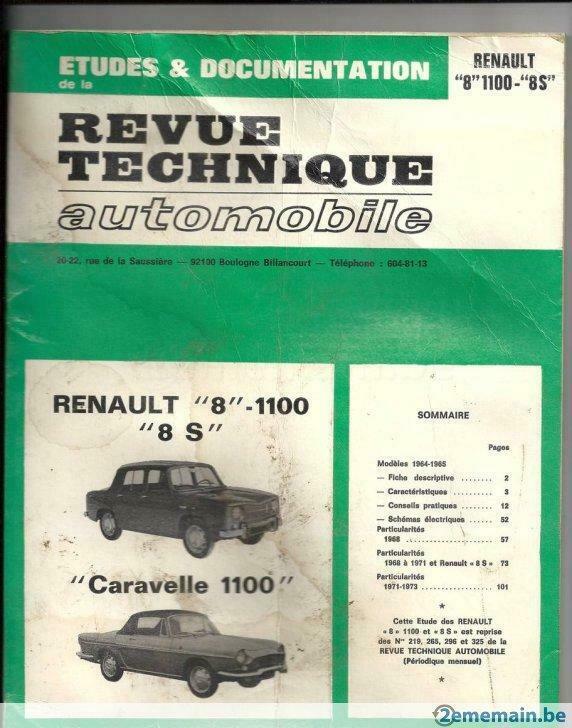 ETUDES & DOCUMENTATION
de la
RENAULT
"8" 1100-"8S"
REVUE
TECHNIQUE
automobile
20-22, rue de la Saussière — 92100 Boulogne Billancourt — Téléphone : 604-81-13
RENAULT "8"-1100
"8 S"
"Caravelle 1100"
SOMMAIRE
Pages
Modèles 1964-1965
— Fiche descriptive ........ 2
— Caractéristiques ......... 3
— Conseils pratiques ....... 12
— Schémas électriques ...... 52
Particularités
1968 .................... 57
Particularités
1968 à 1971 et Renault « 8 S » 73
Particularités
1971-1973 ............... 101
*
Cette Etude des RENAULT
« 8 » 1100 et « 8 S » est reprise
des N° 219, 265, 296 et 325 de la
REVUE TECHNIQUE AUTOMOBILE
(Périodique mensuel)
*
2ememain.be